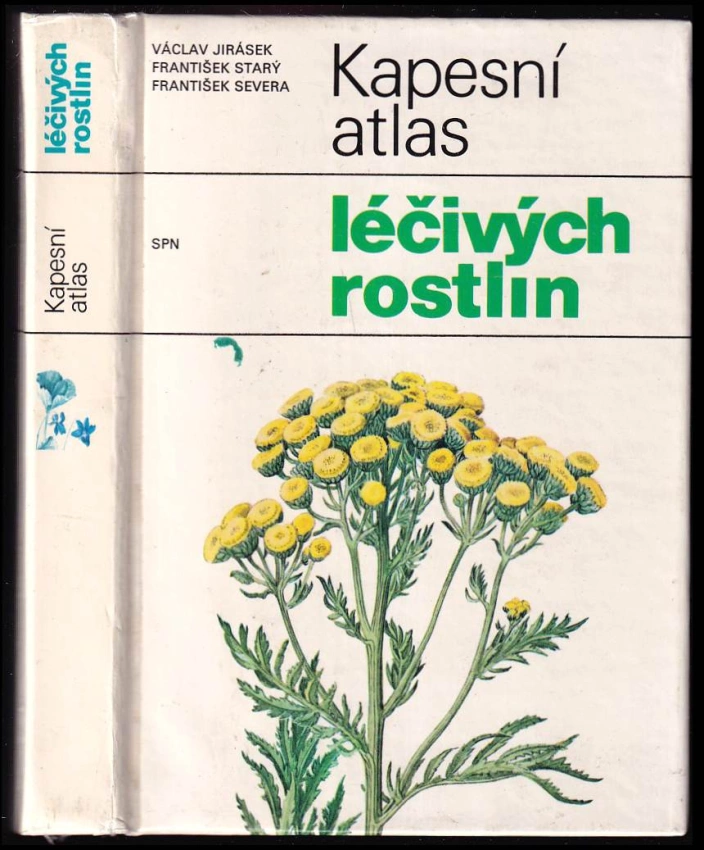 léčivých
rostlin
Kapesní
atlas
VÁCLAV JIRÁSEK
FRANTIŠEK STARÝ
FRANTIŠEK SEVERA
Kapesní
atlas
SPN
léčivých
rostlin